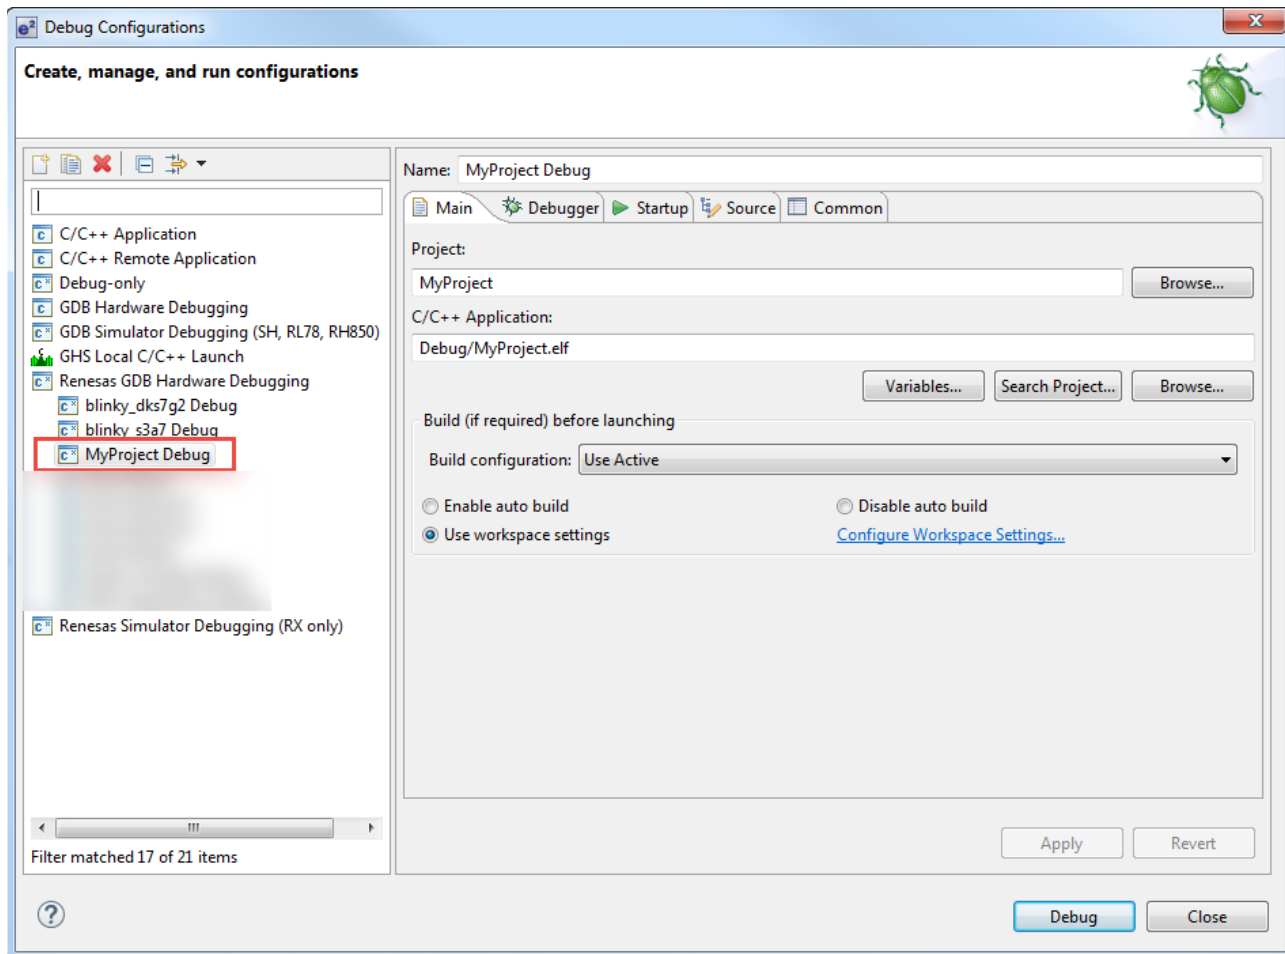 e² Debug Configurations
Create, manage, and run configurations
Name: MyProject Debug
Main Debugger Startup Source Common
C/C++ Application
C/C++ Remote Application
Debug-only
GDB Hardware Debugging
GDB Simulator Debugging (SH, RL78, RH850)
GHS Local C/C++ Launch
Renesas GDB Hardware Debugging
blinky_dks7g2 Debug
blinky_s3a7 Debug
MyProject Debug
Renesas Simulator Debugging (RX only)
Filter matched 17 of 21 items
Project:
MyProject Browse...
C/C++ Application:
Debug/MyProject.elf
Variables... Search Project... Browse...
Build (if required) before launching
Build configuration: Use Active
Enable auto build Disable auto build
Use workspace settings Configure Workspace Settings...
Apply Revert
Debug Close